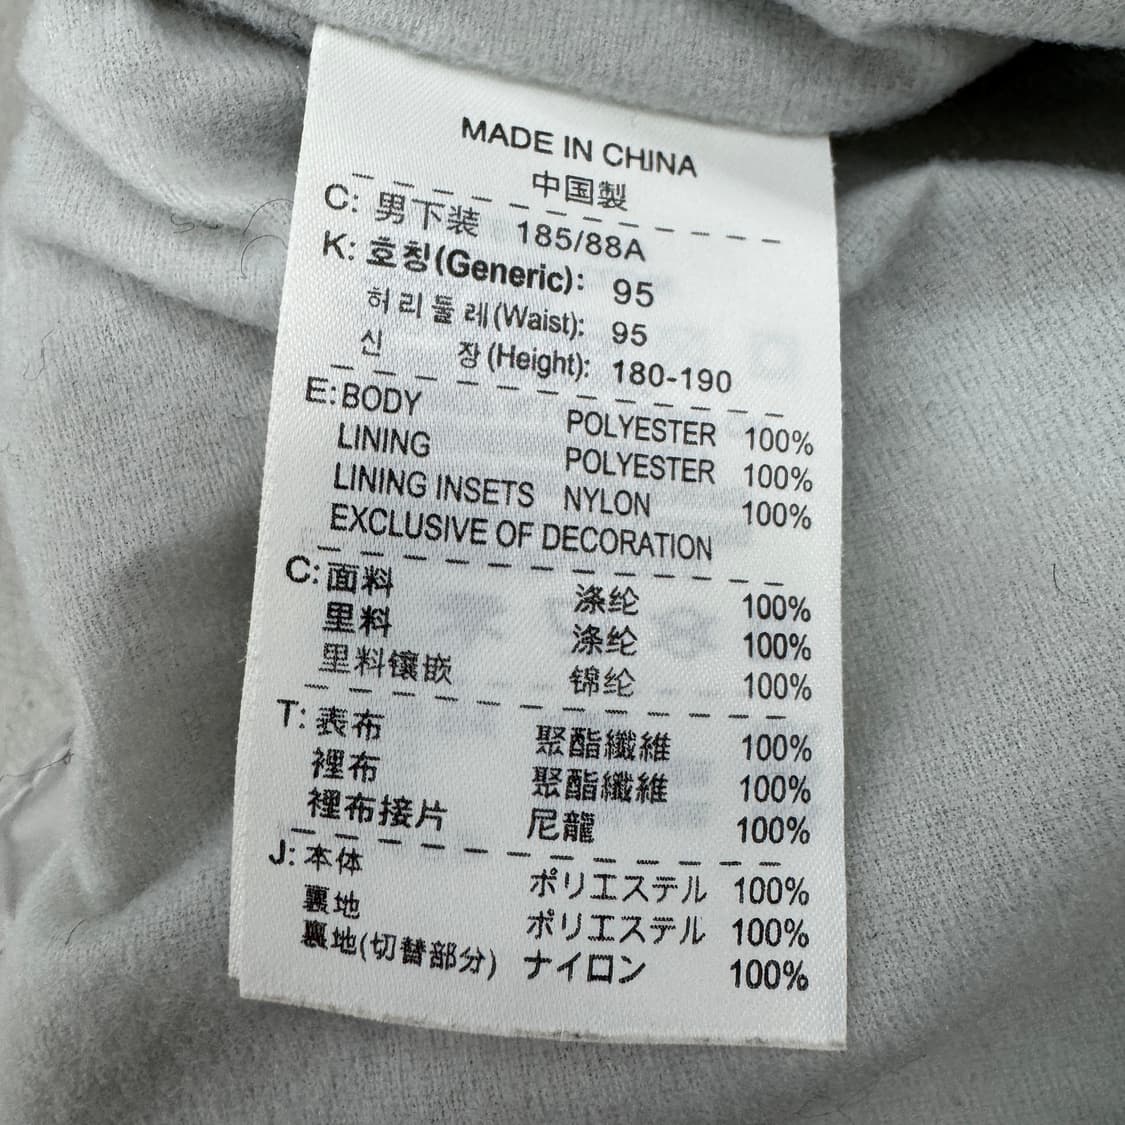 MADE IN CHINA
中国製
C: 男下装 185/88A
K: 호칭(Generic): 95
허리둘레(Waist): 95
신 장(Height): 180-190
E: BODY POLYESTER 100%
LINING POLYESTER 100%
LINING INSETS NYLON 100%
EXCLUSIVE OF DECORATION
C: 面料 涤纶 100%
里料 涤纶 100%
里料镶嵌 锦纶 100%
T: 表布 聚酯纖維 100%
裡布 聚酯纖維 100%
裡布接片 尼龍 100%
J: 本体 ポリエステル 100%
裏地 ポリエステル 100%
裏地(切替部分) ナイロン 100%